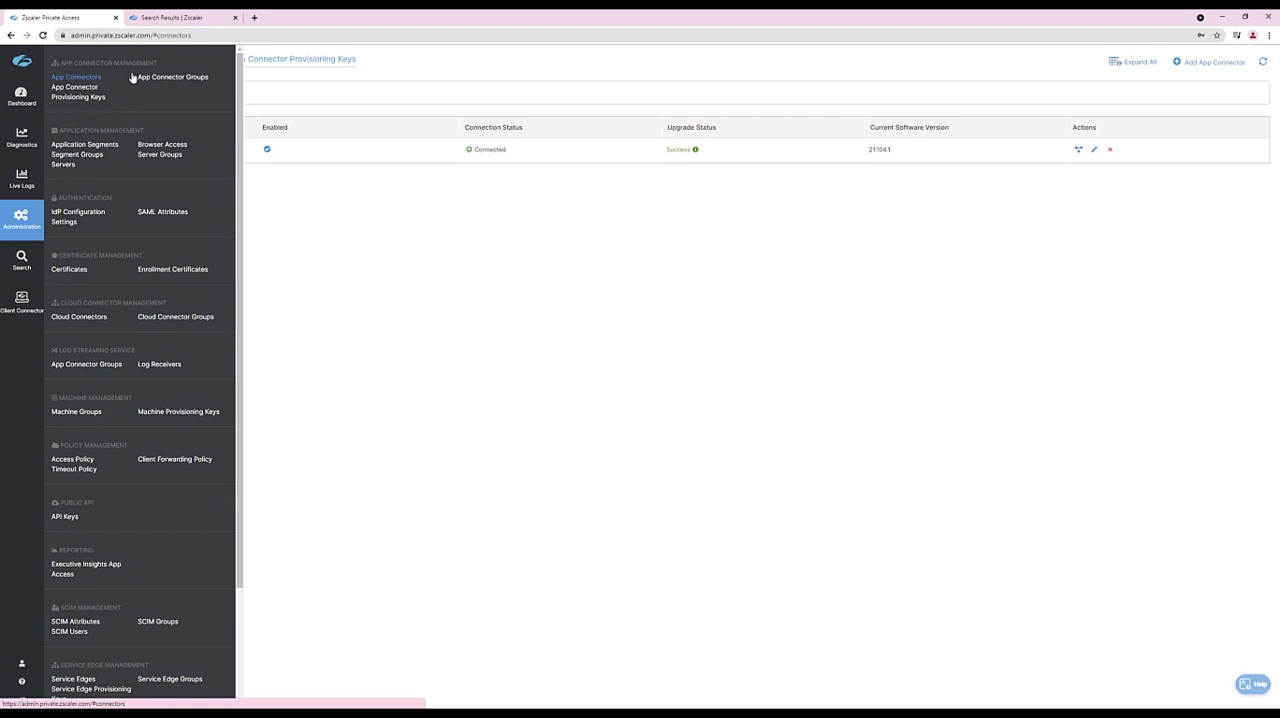 Zscaler Private Access
Search Results | Zscaler
admin.private.zscaler.com/#connectors
Dashboard
Diagnostics
Live Logs
Administration
Search
Client Connector
APP CONNECTOR MANAGEMENT
App Connectors
App Connector Groups
App Connector
Provisioning Keys
APPLICATION MANAGEMENT
Application Segments
Browser Access
Segment Groups
Server Groups
Servers
AUTHENTICATION
IdP Configuration
SAML Attributes
Settings
CERTIFICATE MANAGEMENT
Certificates
Enrollment Certificates
CLOUD CONNECTOR MANAGEMENT
Cloud Connectors
Cloud Connector Groups
LOG STREAMING SERVICE
App Connector Groups
Log Receivers
MACHINE MANAGEMENT
Machine Groups
Machine Provisioning Keys
POLICY MANAGEMENT
Access Policy
Client Forwarding Policy
Timeout Policy
PUBLIC API
API Keys
REPORTING
Executive Insights App
Access
SCIM MANAGEMENT
SCIM Attributes
SCIM Groups
SCIM Users
SERVICE EDGE MANAGEMENT
Service Edges
Service Edge Groups
Service Edge Provisioning
Connector Provisioning Keys
Expand All
Add App Connector
Enabled
Connection Status
Upgrade Status
Current Software Version
Actions
Connected
Success
21.104.1
Help
https://admin.private.zscaler.com/#connectors